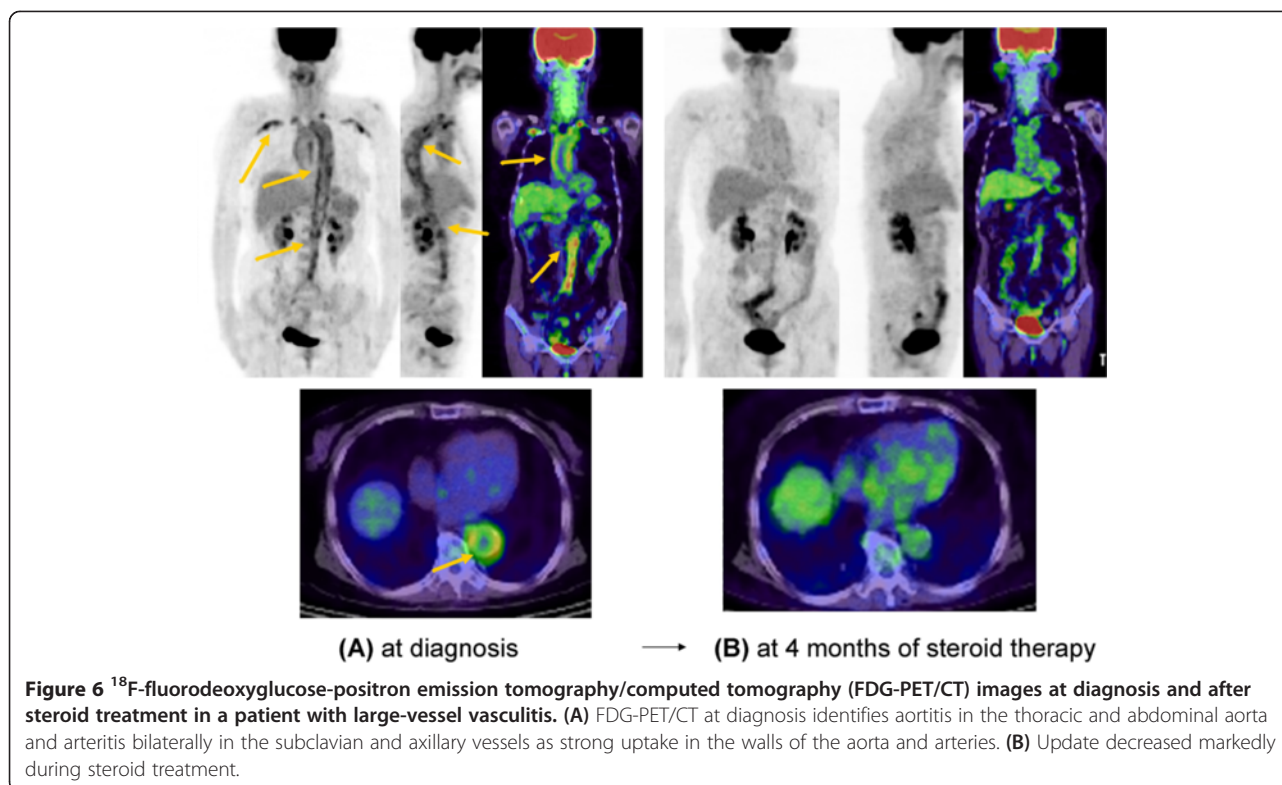 T
(A) at diagnosis → (B) at 4 months of steroid therapy
Figure 6 ¹⁸F-fluorodeoxyglucose-positron emission tomography/computed tomography (FDG-PET/CT) images at diagnosis and after
steroid treatment in a patient with large-vessel vasculitis. (A) FDG-PET/CT at diagnosis identifies aortitis in the thoracic and abdominal aorta
and arteritis bilaterally in the subclavian and axillary vessels as strong uptake in the walls of the aorta and arteries. (B) Update decreased markedly
during steroid treatment.